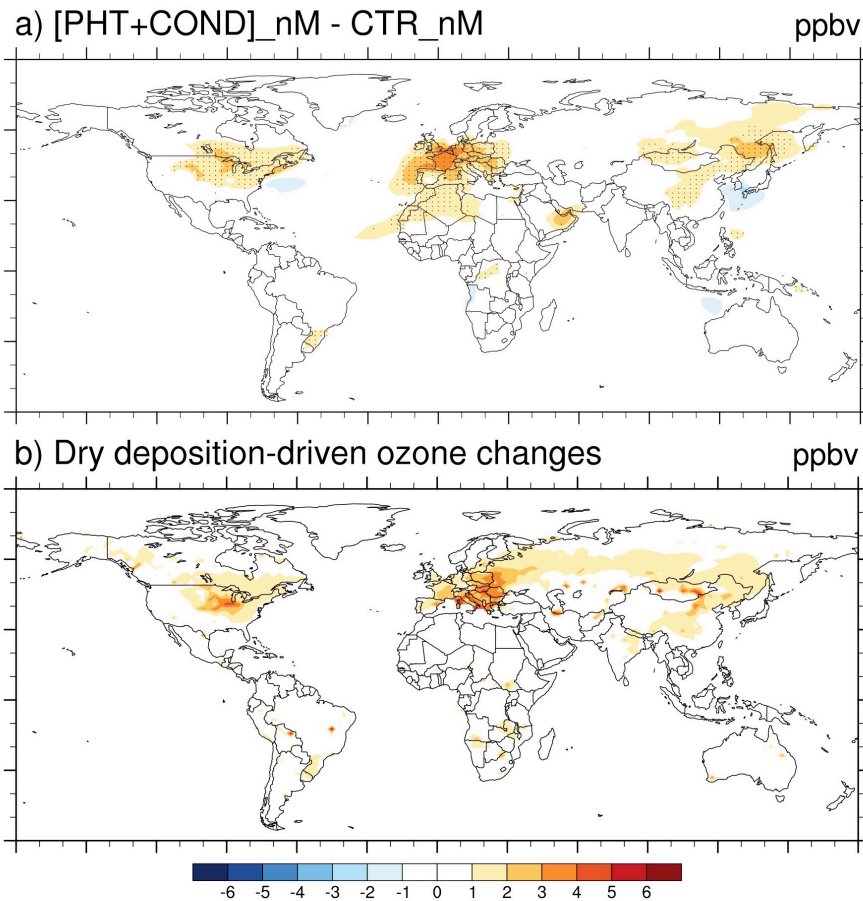 a) [PHT+COND]_nM - CTR_nM ppbv
b) Dry deposition-driven ozone changes ppbv
-6 -5 -4 -3 -2 -1 0 1 2 3 4 5 6